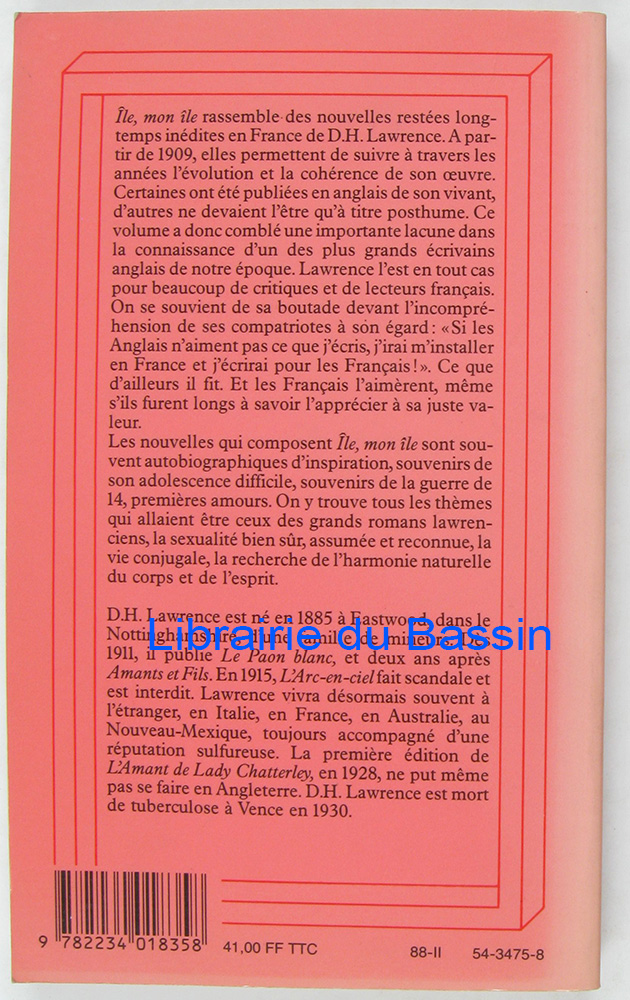 Île, mon île rassemble des nouvelles restées long-
temps inédites en France de D.H. Lawrence. A par-
tir de 1909, elles permettent de suivre à travers les
années l'évolution et la cohérence de son œuvre.
Certaines ont été publiées en anglais de son vivant,
d'autres ne devaient l'être qu'à titre posthume. Ce
volume a donc comblé une importante lacune dans
la connaissance d'un des plus grands écrivains
anglais de notre époque. Lawrence l'est en tout cas
pour beaucoup de critiques et de lecteurs français.
On se souvient de sa boutade devant l'incompré-
hension de ses compatriotes à son égard : «Si les
Anglais n'aiment pas ce que j'écris, j'irai m'installer
en France et j'écrirai pour les Français!». Ce que
d'ailleurs il fit. Et les Français l'aimèrent, même
s'ils furent longs à savoir l'apprécier à sa juste va-
leur.
Les nouvelles qui composent Île, mon île sont sou-
vent autobiographiques d'inspiration, souvenirs de
son adolescence difficile, souvenirs de la guerre de
14, premières amours. On y trouve tous les thèmes
qui allaient être ceux des grands romans lawren-
ciens, la sexualité bien sûr, assumée et reconnue, la
vie conjugale, la recherche de l'harmonie naturelle
du corps et de l'esprit.
D.H. Lawrence est né en 1885 à Eastwood, dans le
Nottinghamshire, d'une famille de mineurs. Dès
Librairie du Bassin
1911, il publie Le Paon blanc, et deux ans après
Amants et Fils. En 1915, L'Arc-en-ciel fait scandale et
est interdit. Lawrence vivra désormais souvent à
l'étranger, en Italie, en France, en Australie, au
Nouveau-Mexique, toujours accompagné d'une
réputation sulfureuse. La première édition de
L'Amant de Lady Chatterley, en 1928, ne put même
pas se faire en Angleterre. D.H. Lawrence est mort
de tuberculose à Vence en 1930.
9 782234 018358
41,00 FF TTC
88-II
54-3475-8